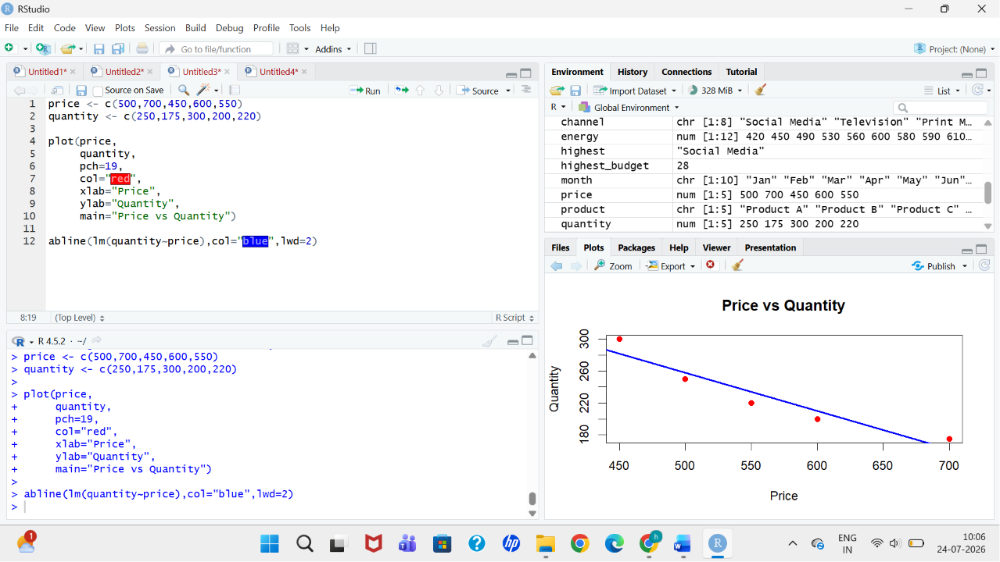 RStudio
File Edit Code View Plots Session Build Debug Profile Tools Help
Go to file/function Addins Project: (None)
Untitled1* Untitled2* Untitled3* Untitled4*
Source on Save Run Source
1 price <- c(500,700,450,600,550)
2 quantity <- c(250,175,300,200,220)
3
4 plot(price,
5 quantity,
6 pch=19,
7 col="red",
8 xlab="Price",
9 ylab="Quantity",
10 main="Price vs Quantity")
11
12 abline(lm(quantity~price),col="blue",lwd=2)
8:19 (Top Level) R Script
R 4.5.2 · ~/
> price <- c(500,700,450,600,550)
> quantity <- c(250,175,300,200,220)
>
> plot(price,
+ quantity,
+ pch=19,
+ col="red",
+ xlab="Price",
+ ylab="Quantity",
+ main="Price vs Quantity")
>
> abline(lm(quantity~price),col="blue",lwd=2)
>
Environment History Connections Tutorial
Import Dataset 328 MiB List
R Global Environment
channel chr [1:8] "Social Media" "Television" "Print M...
energy num [1:12] 420 450 490 530 560 600 580 590 610...
highest "Social Media"
highest_budget 28
month chr [1:10] "Jan" "Feb" "Mar" "Apr" "May" "Jun"...
price num [1:5] 500 700 450 600 550
product chr [1:5] "Product A" "Product B" "Product C" ...
quantity num [1:5] 250 175 300 200 220
Files Plots Packages Help Viewer Presentation
Zoom Export Publish
Price vs Quantity
Quantity
300
260
220
180
450 500 550 600 650 700
Price
1
hp
h
W
R
ENG
IN
10:06
24-07-2026